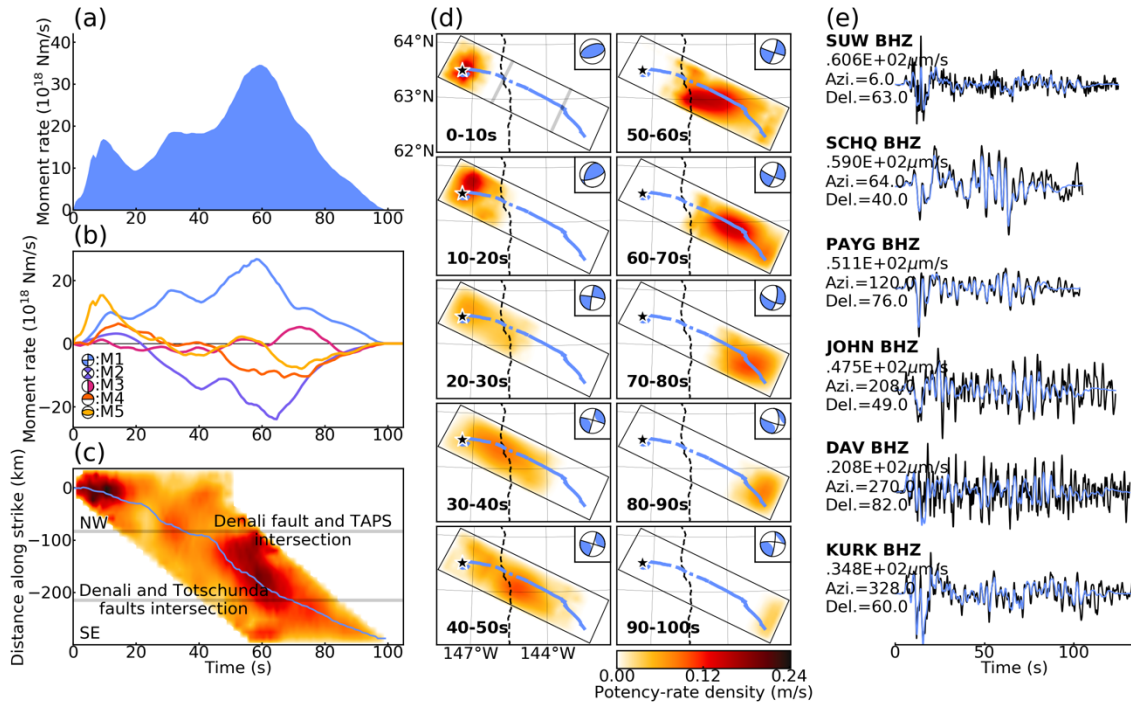 (a)
Moment rate (10¹⁸ Nm/s)
40
30
20
10
0
0 20 40 60 80 100
(b)
Moment rate (10¹⁸ Nm/s)
20
0
−20
:M1
:M2
:M3
:M4
:M5
0 20 40 60 80 100
(c)
Distance along strike (km)
0
−100
−200
NW
Denali fault and TAPS
intersection
Denali and Totschunda
faults intersection
SE
0 20 40 60 80 100
Time (s)
(d)
64°N
63°N
62°N
0-10s
50-60s
10-20s
60-70s
20-30s
70-80s
30-40s
80-90s
40-50s
90-100s
147°W 144°W
0.00 0.12 0.24
Potency-rate density (m/s)
(e)
SUW BHZ
.606E+02μm/s
Azi.=6.0
Del.=63.0
SCHQ BHZ
.590E+02μm/s
Azi.=64.0
Del.=40.0
PAYG BHZ
.511E+02μm/s
Azi.=120.0
Del.=76.0
JOHN BHZ
.475E+02μm/s
Azi.=208.0
Del.=49.0
DAV BHZ
.208E+02μm/s
Azi.=270.0
Del.=82.0
KURK BHZ
.348E+02μm/s
Azi.=328.0
Del.=60.0
0 50 100
Time (s)